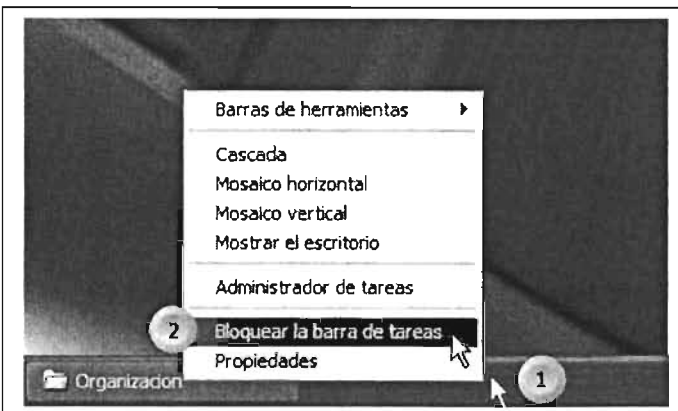 Barras de herramientas
Cascada
Mosaico horizontal
Mosaico vertical
Mostrar el escritorio
Administrador de tareas
2 Bloquear la barra de tareas
Propiedades
Organizacion 1